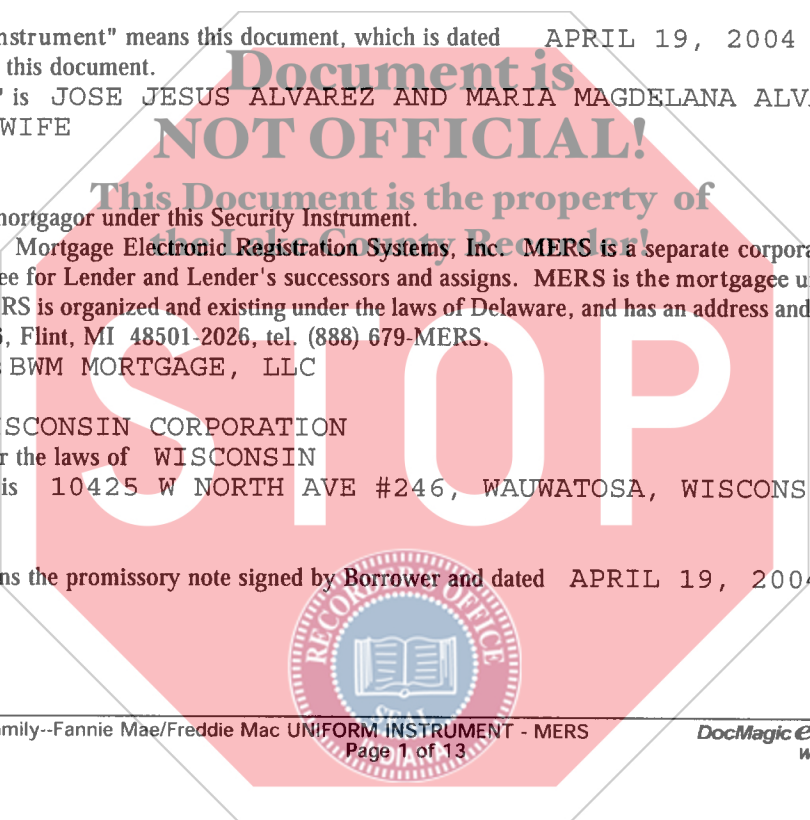 nstrument" means this document, which is dated APRIL 19, 2004
Document is
this document.
" is JOSE JESUS ALVAREZ AND MARIA MAGDELANA ALV
WIFE
NOT OFFICIAL!
This Document is the property of
mortgagor under this Security Instrument.
the Lake County Recorder!
Mortgage Electronic Registration Systems, Inc. MERS is a separate corpora
ee for Lender and Lender's successors and assigns. MERS is the mortgagee u
RS is organized and existing under the laws of Delaware, and has an address and
, Flint, MI 48501-2026, tel. (888) 679-MERS.
STOP
BWM MORTGAGE, LLC
SCONSIN CORPORATION
r the laws of WISCONSIN
is 10425 W NORTH AVE #246, WAUWATOSA, WISCONS
ns the promissory note signed by Borrower and dated APRIL 19, 2004
RECORDER'S OFFICE
SEAL
INDIANA
mily--Fannie Mae/Freddie Mac UNIFORM INSTRUMENT - MERS
DocMagic e
Page 1 of 13
w